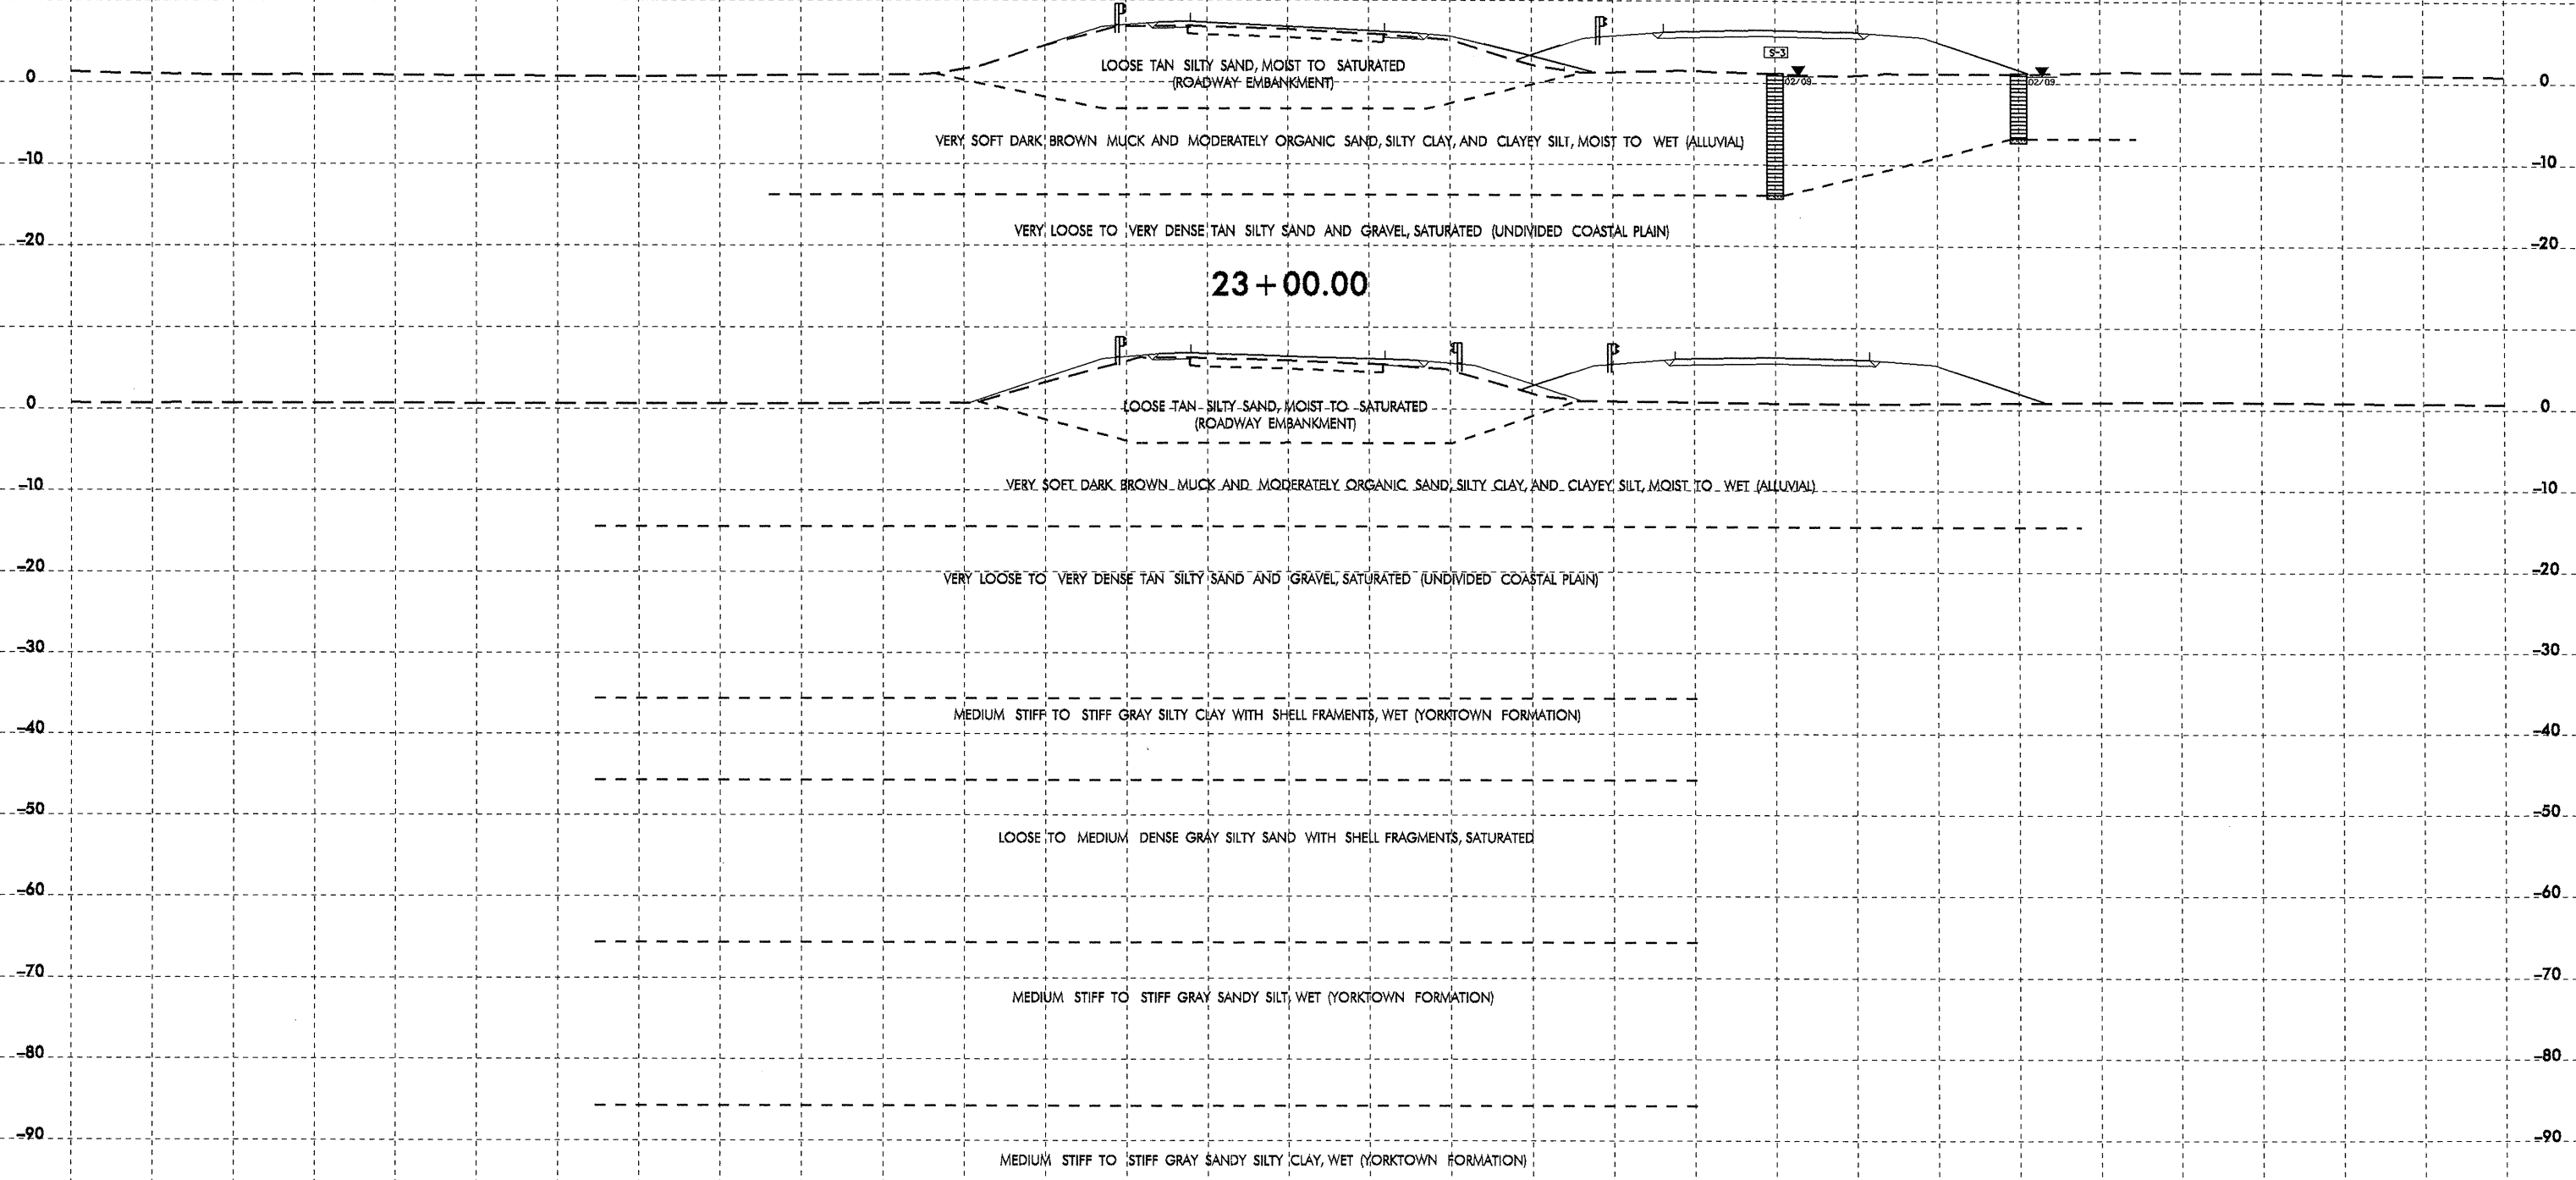 S-3
LOOSE TAN SILTY SAND, MOIST TO SATURATED
(ROADWAY EMBANKMENT)
0 02/09 02/09 0
VERY SOFT DARK BROWN MUCK AND MODERATELY ORGANIC SAND, SILTY CLAY, AND CLAYEY SILT, MOIST TO WET (ALLUVIAL)
-10 -10
VERY LOOSE TO VERY DENSE TAN SILTY SAND AND GRAVEL, SATURATED (UNDIVIDED COASTAL PLAIN)
-20 -20
23+00.00
0 0
LOOSE TAN SILTY SAND, MOIST TO SATURATED
(ROADWAY EMBANKMENT)
-10 VERY SOFT DARK BROWN MUCK AND MODERATELY ORGANIC SAND, SILTY CLAY, AND CLAYEY SILT, MOIST TO WET (ALLUVIAL) -10
-20 -20
VERY LOOSE TO VERY DENSE TAN SILTY SAND AND GRAVEL, SATURATED (UNDIVIDED COASTAL PLAIN)
-30 -30
MEDIUM STIFF TO STIFF GRAY SILTY CLAY WITH SHELL FRAMENTS, WET (YORKTOWN FORMATION)
-40 -40
-50 -50
LOOSE TO MEDIUM DENSE GRAY SILTY SAND WITH SHELL FRAGMENTS, SATURATED
-60 -60
-70 -70
MEDIUM STIFF TO STIFF GRAY SANDY SILT, WET (YORKTOWN FORMATION)
-80 -80
-90 -90
MEDIUM STIFF TO STIFF GRAY SANDY SILTY CLAY, WET (YORKTOWN FORMATION)